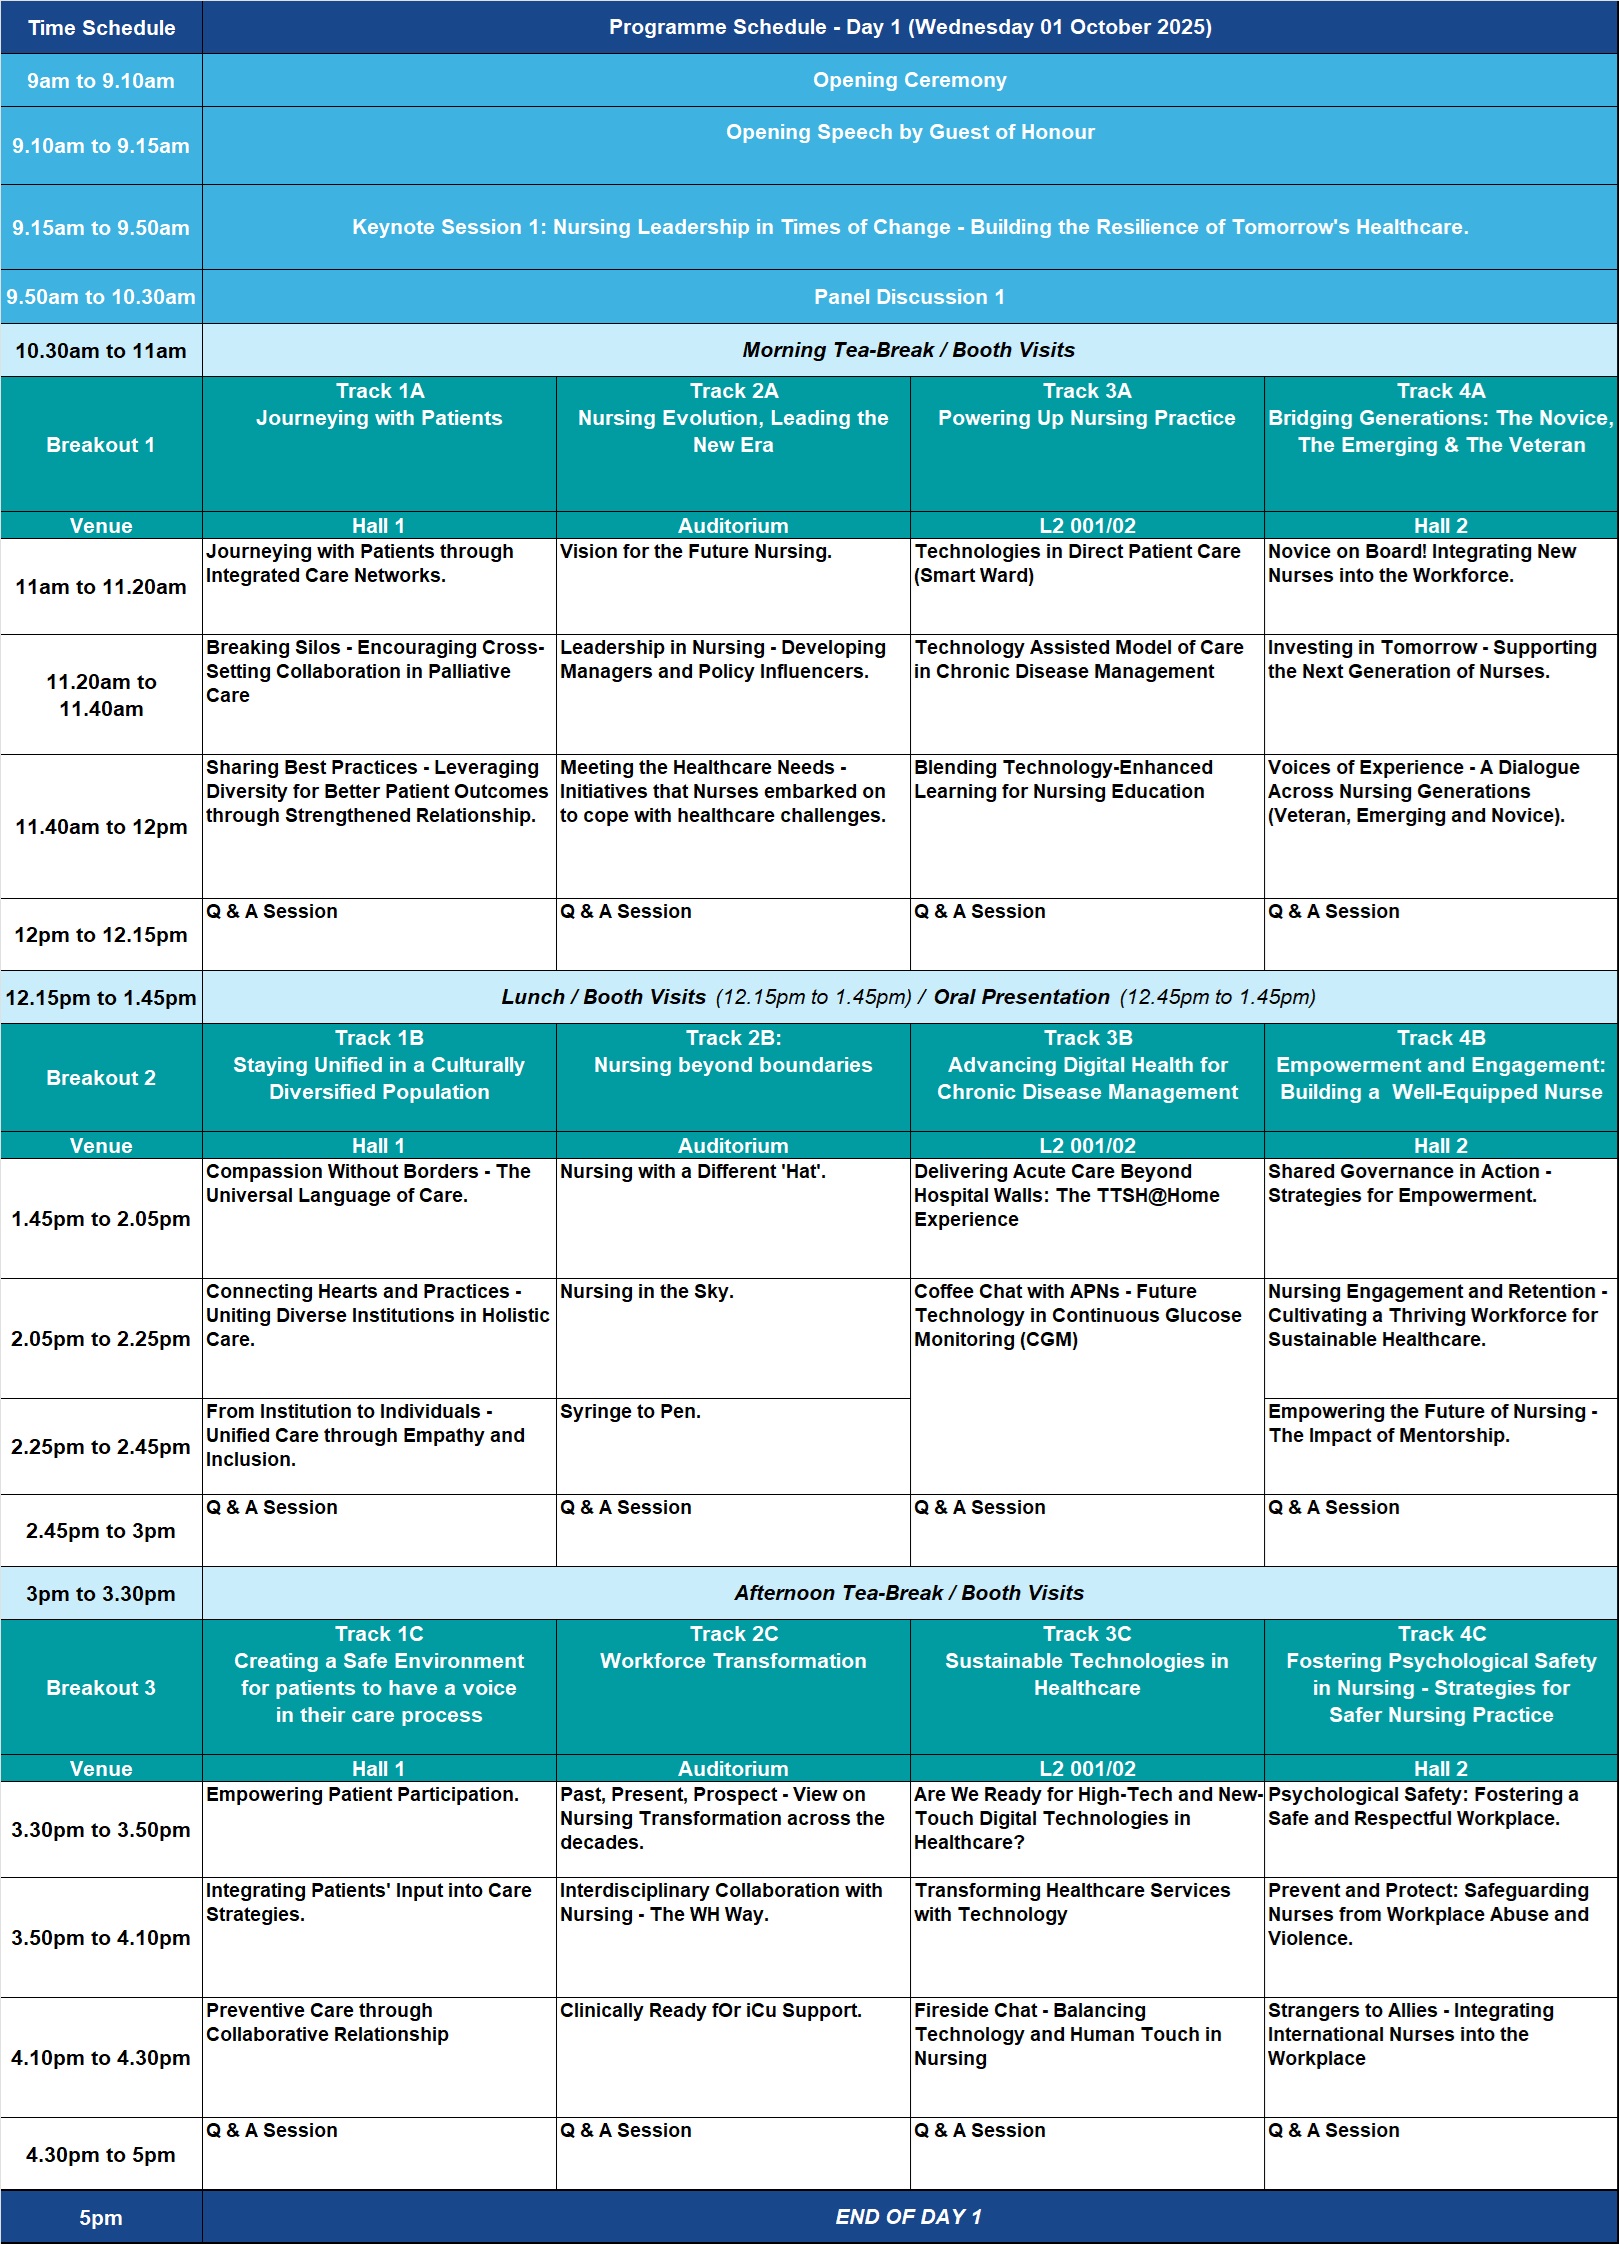 Time Schedule
Programme Schedule - Day 1 (Wednesday 01 October 2025)
9am to 9.10am
Opening Ceremony
9.10am to 9.15am
Opening Speech by Guest of Honour
9.15am to 9.50am
Keynote Session 1: Nursing Leadership in Times of Change - Building the Resilience of Tomorrow's Healthcare.
9.50am to 10.30am
Panel Discussion 1
10.30am to 11am
Morning Tea-Break / Booth Visits
Breakout 1
Track 1A
Journeying with Patients
Track 2A
Nursing Evolution, Leading the
New Era
Track 3A
Powering Up Nursing Practice
Track 4A
Bridging Generations: The Novice,
The Emerging & The Veteran
Venue
Hall 1
Auditorium
L2 001/02
Hall 2
11am to 11.20am
Journeying with Patients through
Integrated Care Networks.
Vision for the Future Nursing.
Technologies in Direct Patient Care
(Smart Ward)
Novice on Board! Integrating New
Nurses into the Workforce.
11.20am to
11.40am
Breaking Silos - Encouraging Cross-
Setting Collaboration in Palliative
Care
Leadership in Nursing - Developing
Managers and Policy Influencers.
Technology Assisted Model of Care
in Chronic Disease Management
Investing in Tomorrow - Supporting
the Next Generation of Nurses.
11.40am to 12pm
Sharing Best Practices - Leveraging
Diversity for Better Patient Outcomes
through Strengthened Relationship.
Meeting the Healthcare Needs -
Initiatives that Nurses embarked on
to cope with healthcare challenges.
Blending Technology-Enhanced
Learning for Nursing Education
Voices of Experience - A Dialogue
Across Nursing Generations
(Veteran, Emerging and Novice).
12pm to 12.15pm
Q & A Session
Q & A Session
Q & A Session
Q & A Session
12.15pm to 1.45pm
Lunch / Booth Visits (12.15pm to 1.45pm) / Oral Presentation (12.45pm to 1.45pm)
Breakout 2
Track 1B
Staying Unified in a Culturally
Diversified Population
Track 2B:
Nursing beyond boundaries
Track 3B
Advancing Digital Health for
Chronic Disease Management
Track 4B
Empowerment and Engagement:
Building a  Well-Equipped Nurse
Venue
Hall 1
Auditorium
L2 001/02
Hall 2
1.45pm to 2.05pm
Compassion Without Borders - The
Universal Language of Care.
Nursing with a Different 'Hat'.
Delivering Acute Care Beyond
Hospital Walls: The TTSH@Home
Experience
Shared Governance in Action -
Strategies for Empowerment.
2.05pm to 2.25pm
Connecting Hearts and Practices -
Uniting Diverse Institutions in Holistic
Care.
Nursing in the Sky.
Coffee Chat with APNs - Future
Technology in Continuous Glucose
Monitoring (CGM)
Nursing Engagement and Retention -
Cultivating a Thriving Workforce for
Sustainable Healthcare.
2.25pm to 2.45pm
From Institution to Individuals -
Unified Care through Empathy and
Inclusion.
Syringe to Pen.
Empowering the Future of Nursing -
The Impact of Mentorship.
2.45pm to 3pm
Q & A Session
Q & A Session
Q & A Session
Q & A Session
3pm to 3.30pm
Afternoon Tea-Break / Booth Visits
Breakout 3
Track 1C
Creating a Safe Environment
for patients to have a voice
in their care process
Track 2C
Workforce Transformation
Track 3C
Sustainable Technologies in
Healthcare
Track 4C
Fostering Psychological Safety
in Nursing - Strategies for
Safer Nursing Practice
Venue
Hall 1
Auditorium
L2 001/02
Hall 2
3.30pm to 3.50pm
Empowering Patient Participation.
Past, Present, Prospect - View on
Nursing Transformation across the
decades.
Are We Ready for High-Tech and New-
Touch Digital Technologies in
Healthcare?
Psychological Safety: Fostering a
Safe and Respectful Workplace.
3.50pm to 4.10pm
Integrating Patients' Input into Care
Strategies.
Interdisciplinary Collaboration with
Nursing - The WH Way.
Transforming Healthcare Services
with Technology
Prevent and Protect: Safeguarding
Nurses from Workplace Abuse and
Violence.
4.10pm to 4.30pm
Preventive Care through
Collaborative Relationship
Clinically Ready fOr iCu Support.
Fireside Chat - Balancing
Technology and Human Touch in
Nursing
Strangers to Allies - Integrating
International Nurses into the
Workplace
4.30pm to 5pm
Q & A Session
Q & A Session
Q & A Session
Q & A Session
5pm
END OF DAY 1